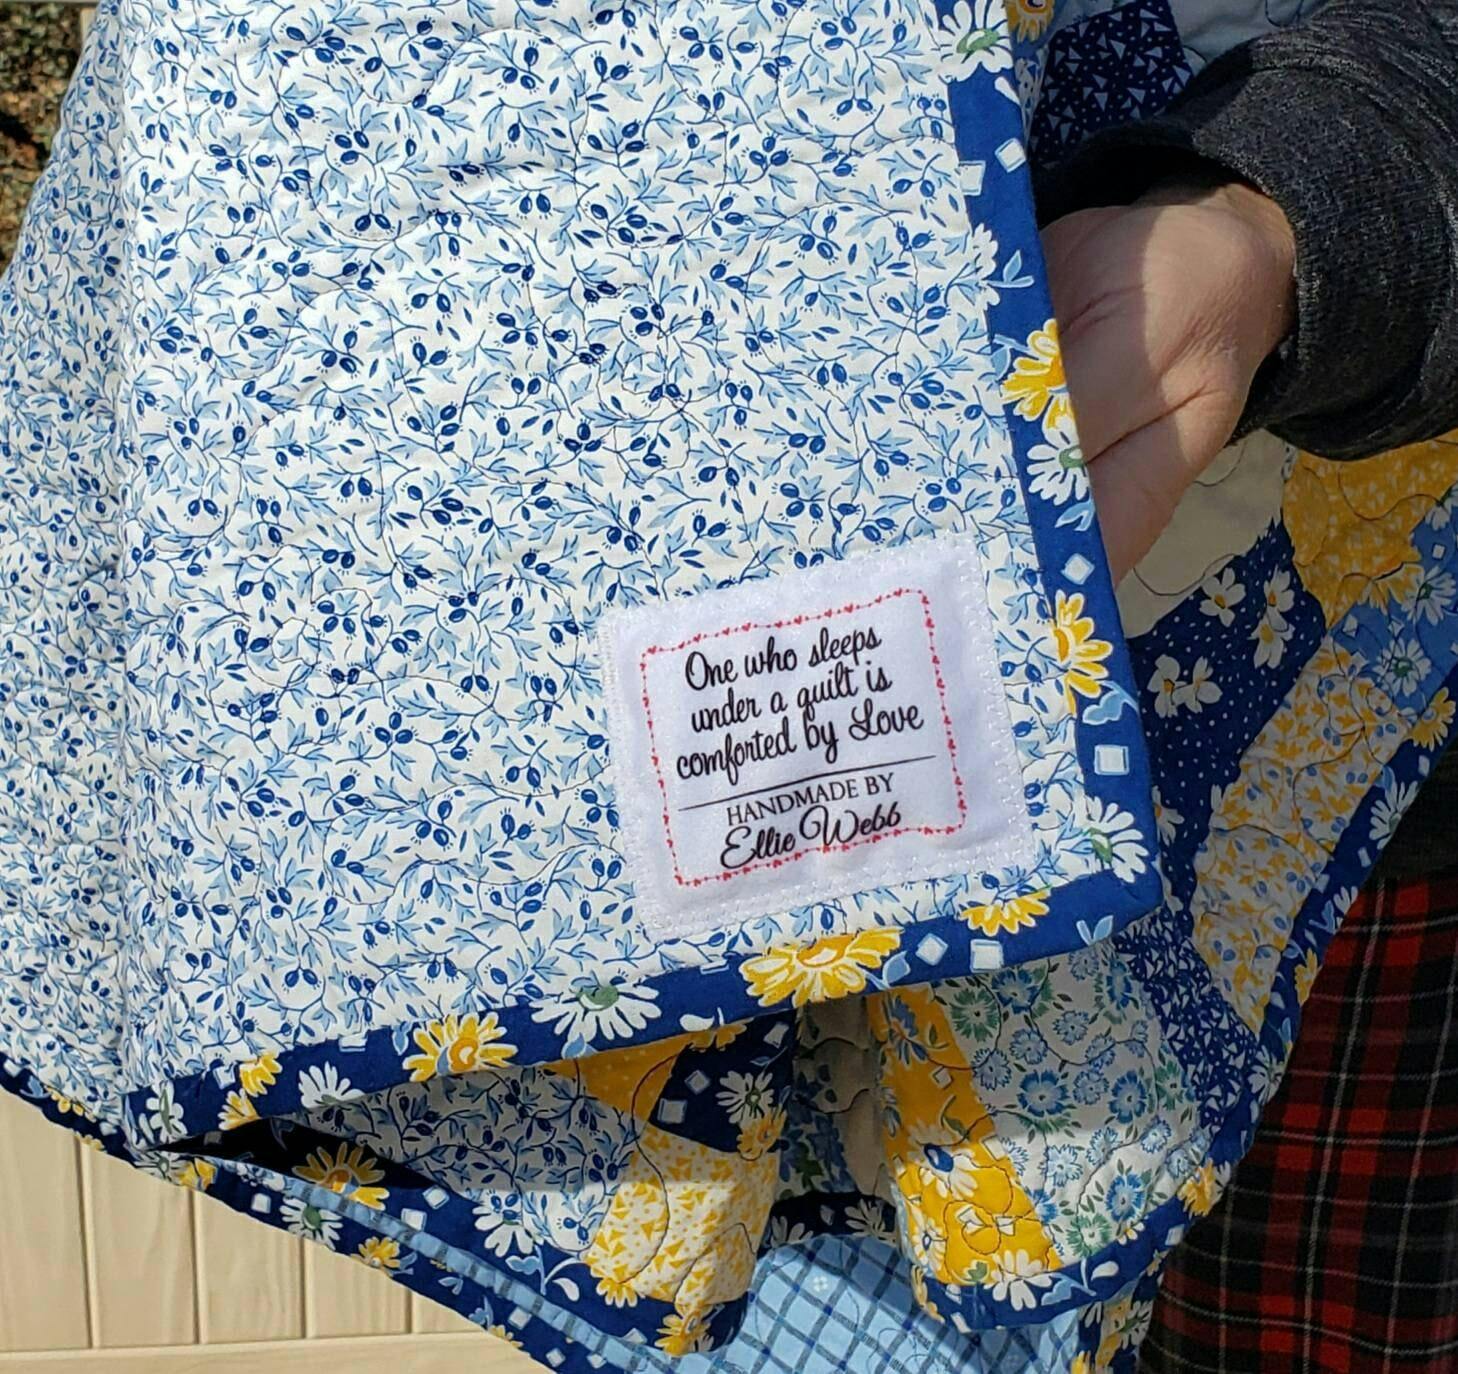 One who sleeps
under a quilt is
comforted by Love
HANDMADE BY
Ellie Webb